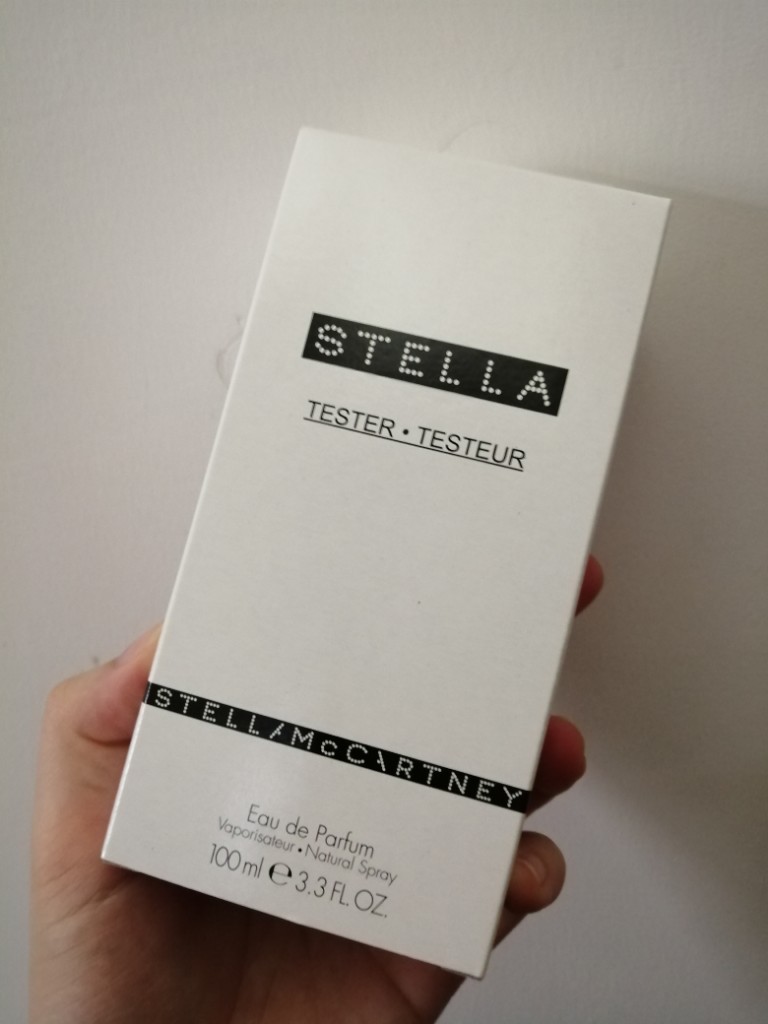 STELLA
TESTER • TESTEUR
STELLA McCARTNEY
Eau de Parfum
Vaporisateur • Natural Spray
100 ml ℮ 3.3 FL. OZ.